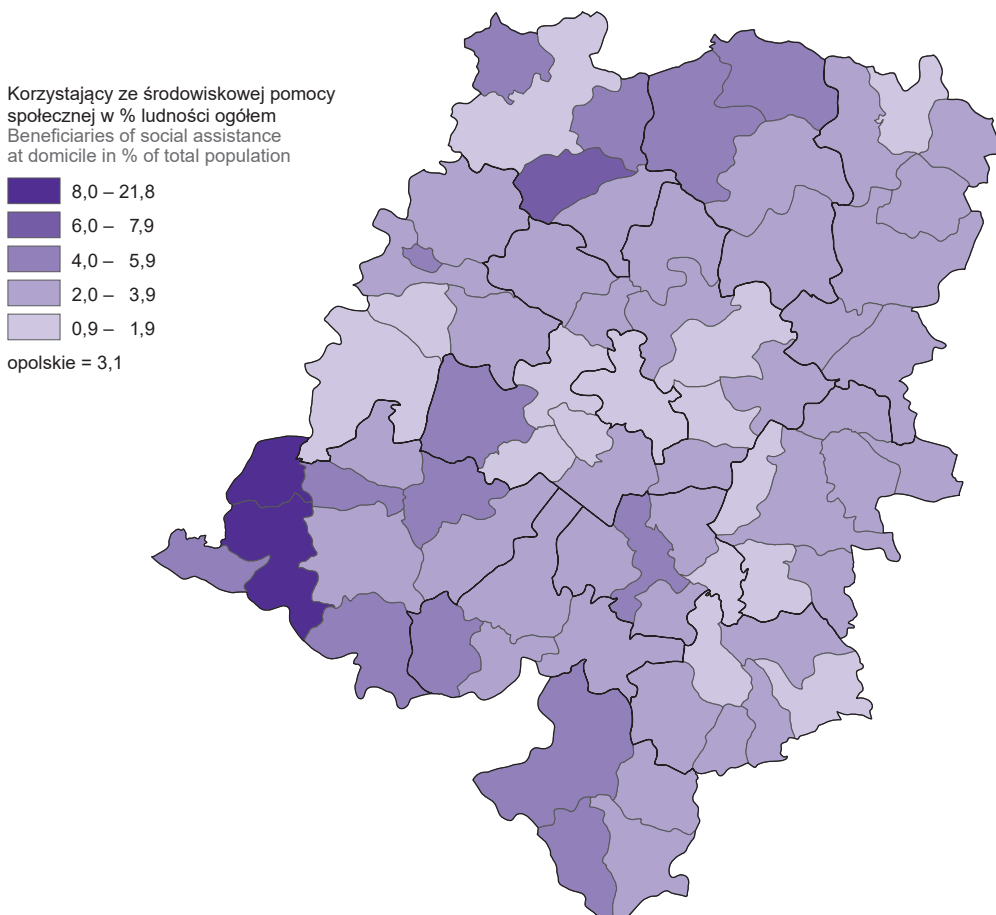 Korzystający ze środowiskowej pomocy
społecznej w % ludności ogółem
Beneficiaries of social assistance
at domicile in % of total population
8,0 – 21,8
6,0 – 7,9
4,0 – 5,9
2,0 – 3,9
0,9 – 1,9
opolskie = 3,1